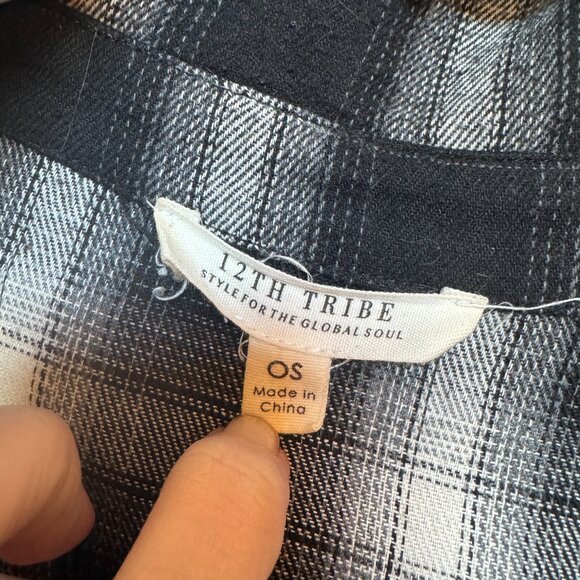 12TH TRIBE
STYLE FOR THE GLOBAL SOUL
OS
Made in
China